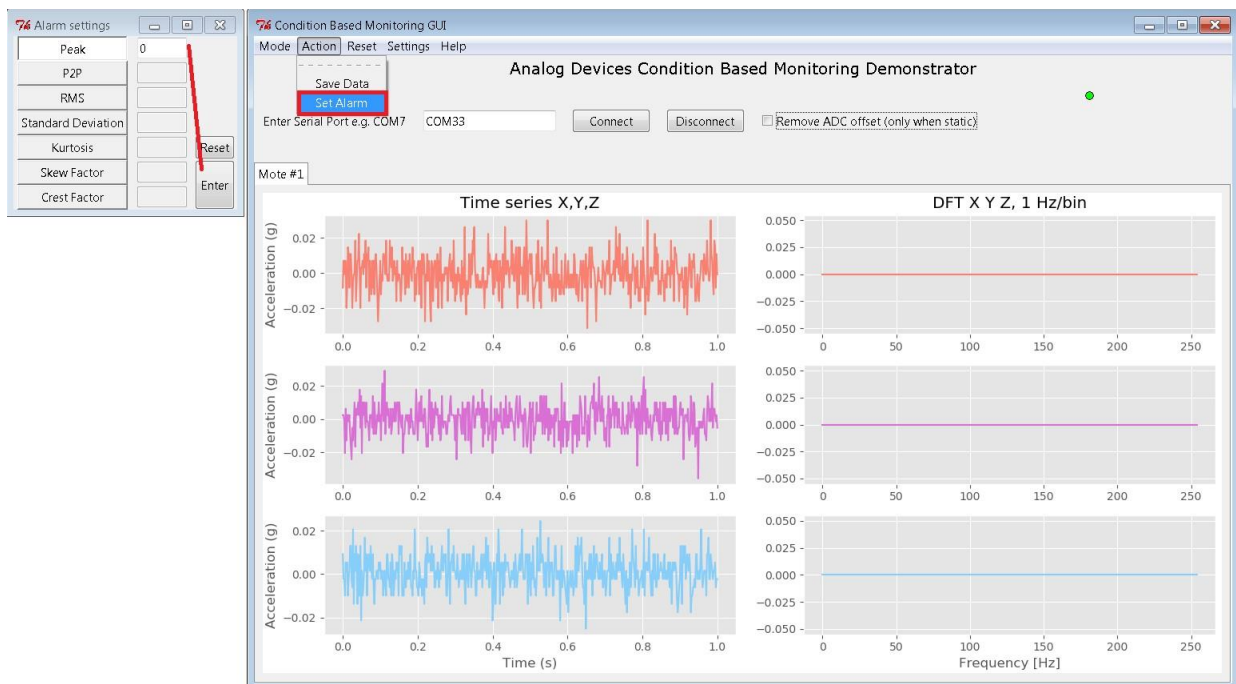 Alarm settings
Peak 0
P2P
RMS
Standard Deviation
Kurtosis Reset
Skew Factor
Enter
Crest Factor
Condition Based Monitoring GUI
Mode Action Reset Settings Help
Save Data
Set Alarm
Analog Devices Condition Based Monitoring Demonstrator
Enter Serial Port e.g. COM7 COM33 Connect Disconnect Remove ADC offset (only when static)
Mote #1
Time series X,Y,Z
Acceleration (g)
0.02
0.00
−0.02
0.0 0.2 0.4 0.6 0.8 1.0
Acceleration (g)
0.02
0.00
−0.02
0.0 0.2 0.4 0.6 0.8 1.0
Acceleration (g)
0.02
0.00
−0.02
0.0 0.2 0.4 0.6 0.8 1.0
Time (s)
DFT X Y Z, 1 Hz/bin
0.050
0.025
0.000
−0.025
−0.050
0 50 100 150 200 250
0.050
0.025
0.000
−0.025
−0.050
0 50 100 150 200 250
0.050
0.025
0.000
−0.025
−0.050
0 50 100 150 200 250
Frequency [Hz]